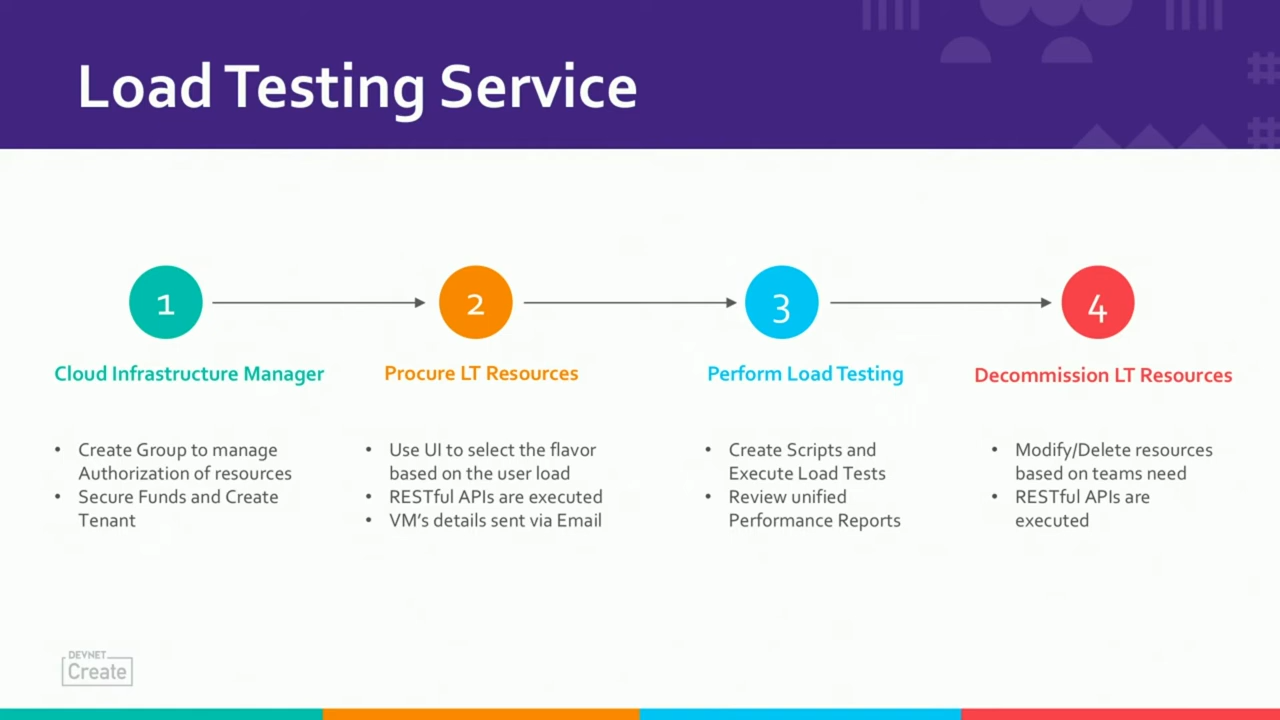 Load Testing Service
1
2
3
4
Cloud Infrastructure Manager
Procure LT Resources
Perform Load Testing
Decommission LT Resources
• Create Group to manage
Authorization of resources
• Secure Funds and Create
Tenant
• Use UI to select the flavor
based on the user load
• RESTful APIs are executed
• VM’s details sent via Email
• Create Scripts and
Execute Load Tests
• Review unified
Performance Reports
• Modify/Delete resources
based on teams need
• RESTful APIs are
executed
DEVNET
Create